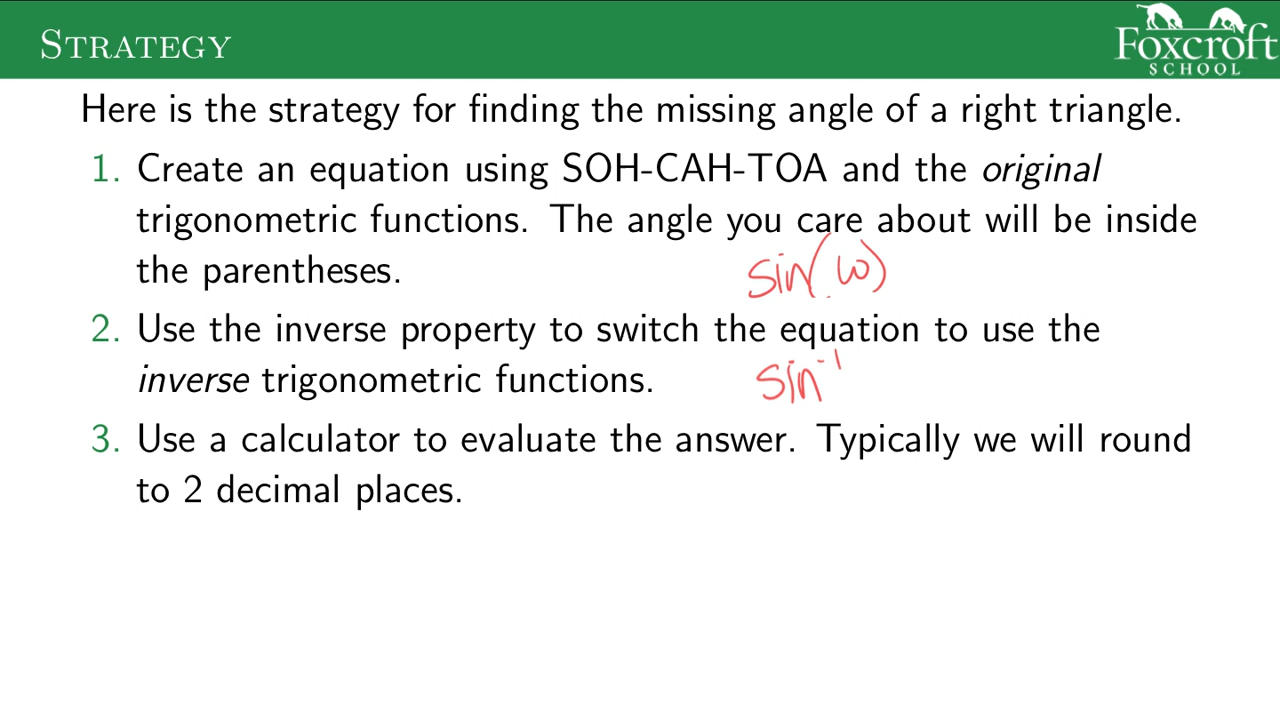 STRATEGY
Foxcroft
SCHOOL
Here is the strategy for finding the missing angle of a right triangle.
1. Create an equation using SOH-CAH-TOA and the original
trigonometric functions. The angle you care about will be inside
the parentheses.
sin(ω)
2. Use the inverse property to switch the equation to use the
inverse trigonometric functions.
sin⁻¹
3. Use a calculator to evaluate the answer. Typically we will round
to 2 decimal places.